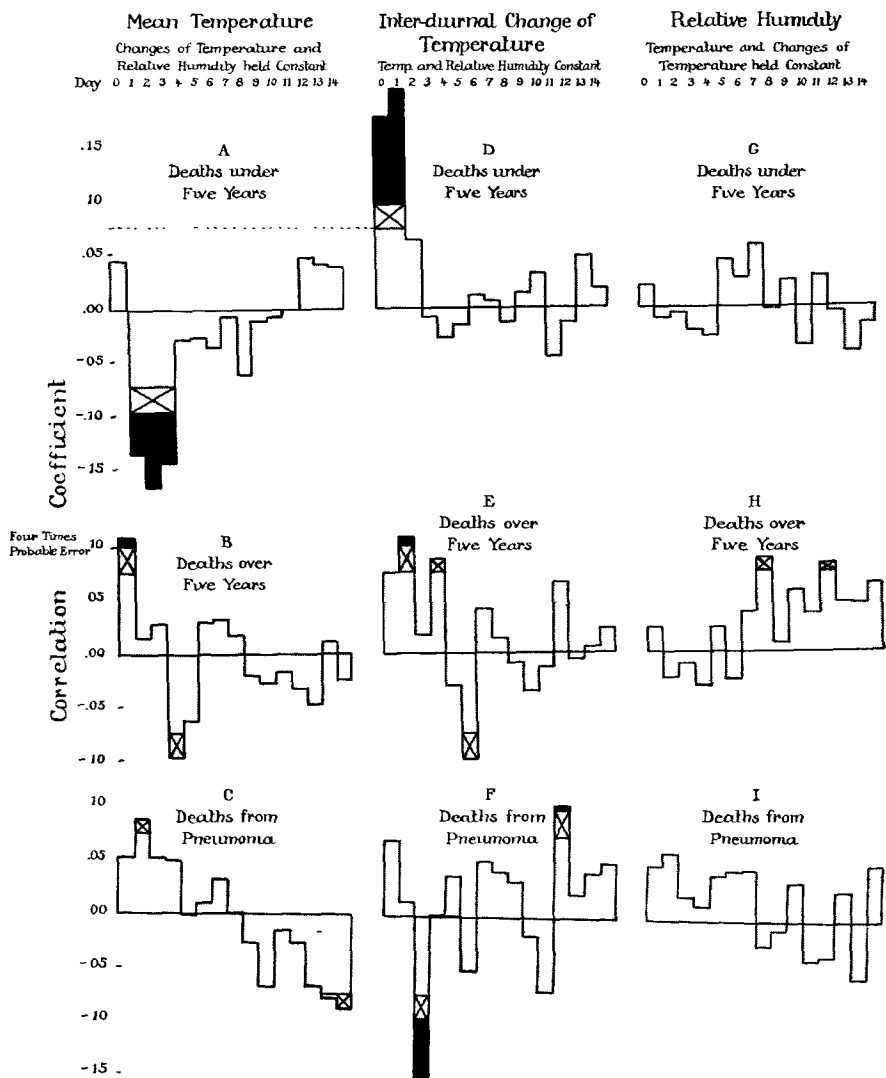 Mean Temperature
Changes of Temperature and
Relative Humidity held Constant
Inter-diurnal Change of
Temperature
Temp. and Relative Humidity Constant
Relative Humidity
Temperature and Changes of
Temperature held Constant
Day 0 1 2 3 4 5 6 7 8 9 10 11 12 13 14
0 1 2 3 4 5 6 7 8 9 10 11 12 13 14
0 1 2 3 4 5 6 7 8 9 10 11 12 13 14
.15
10
.05
.00
-.05
-.10
-.15
A
Deaths under
Five Years
D
Deaths under
Five Years
G
Deaths under
Five Years
Correlation Coefficient
Four Times
Probable Error
10
05
.00
-.05
-.10
B
Deaths over
Five Years
E
Deaths over
Five Years
H
Deaths over
Five Years
10
.05
00
-.05
-.10
-.15
C
Deaths from
Pneumonia
F
Deaths from
Pneumonia
I
Deaths from
Pneumonia